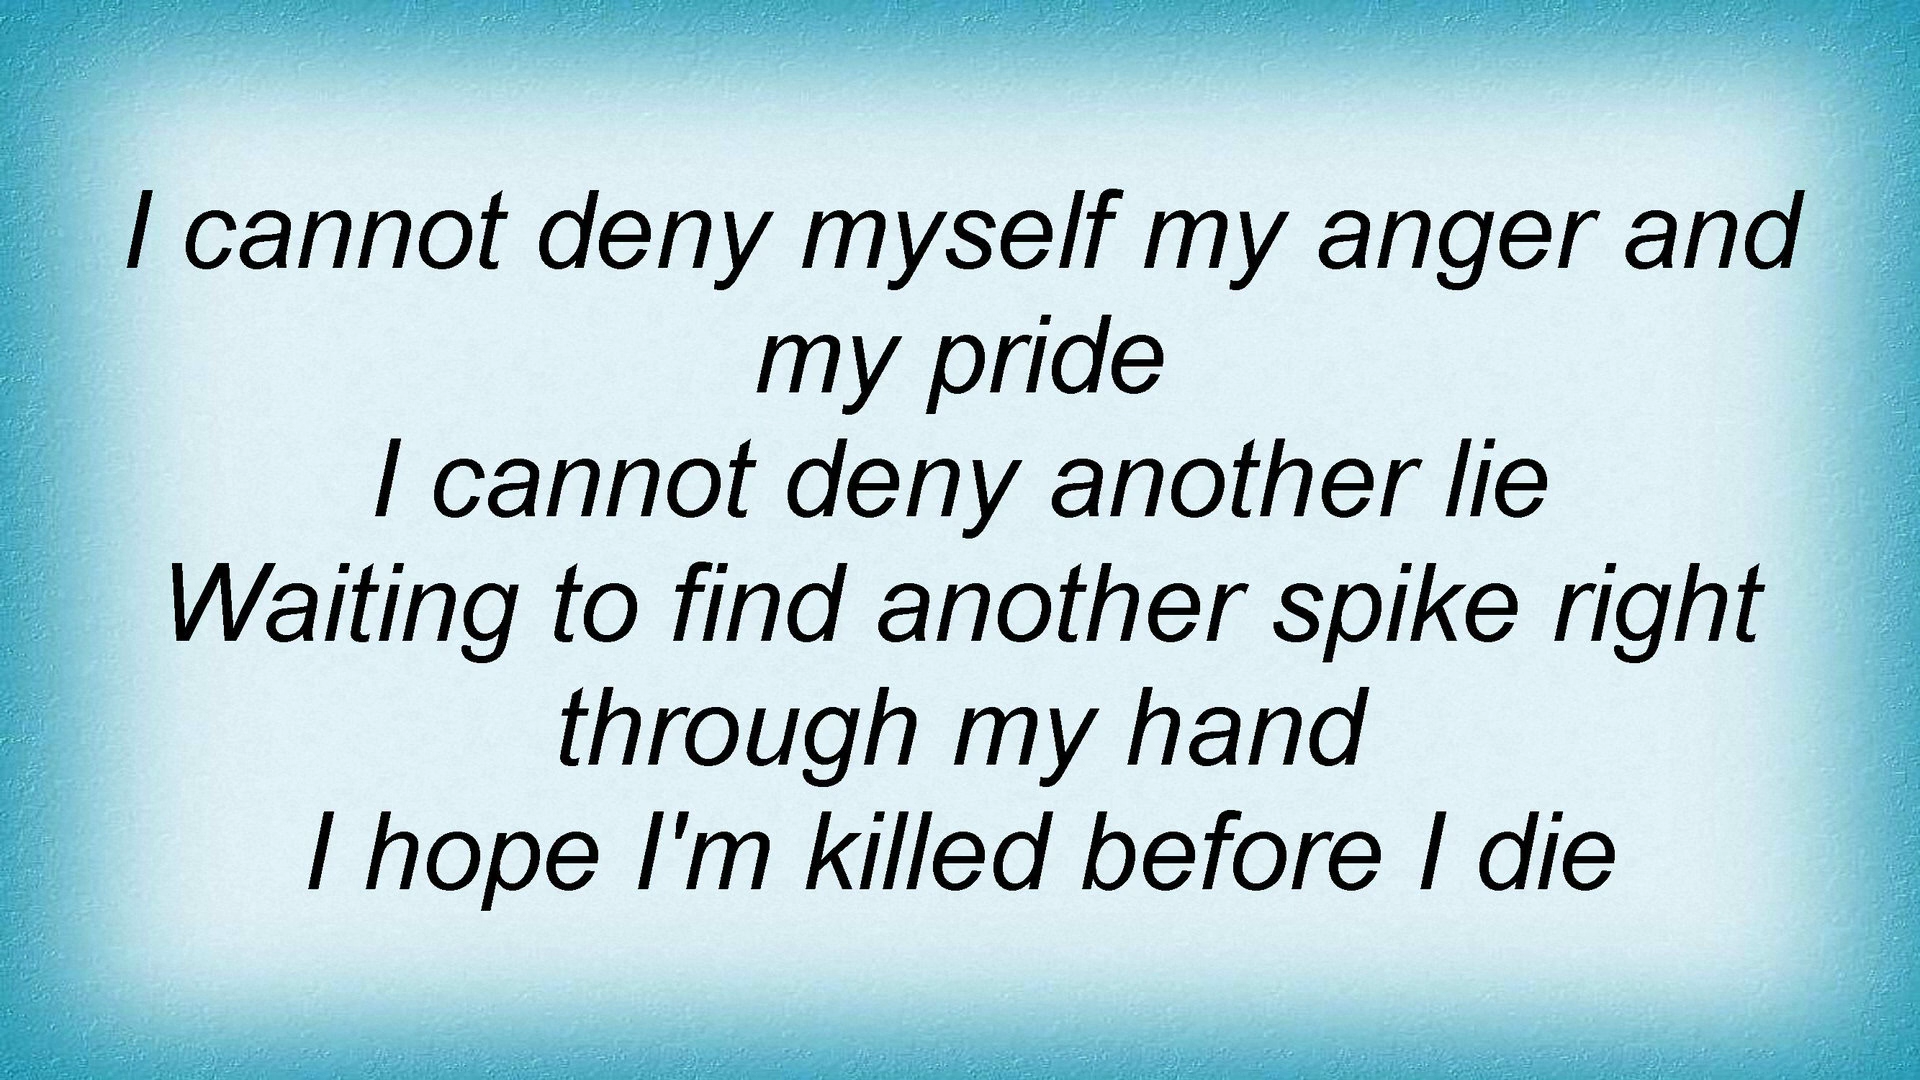 I cannot deny myself my anger and
my pride
I cannot deny another lie
Waiting to find another spike right
through my hand
I hope I'm killed before I die